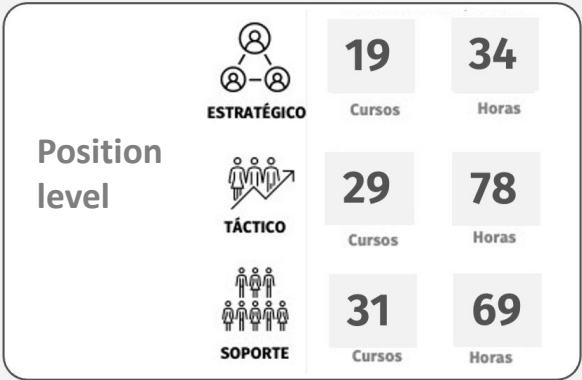 19
34
ESTRATÉGICO
Cursos
Horas
Position
level
29
78
TÁCTICO
Cursos
Horas
31
69
SOPORTE
Cursos
Horas